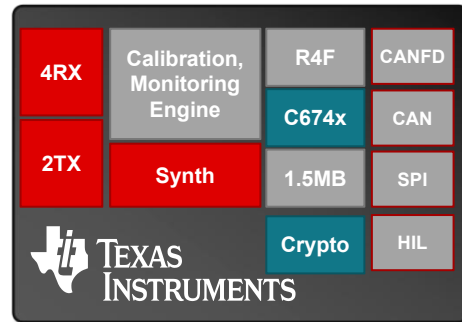 4RX
2TX
Calibration,
Monitoring
Engine
Synth
R4F
C674x
1.5MB
Crypto
CANFD
CAN
SPI
HIL
TEXAS
INSTRUMENTS